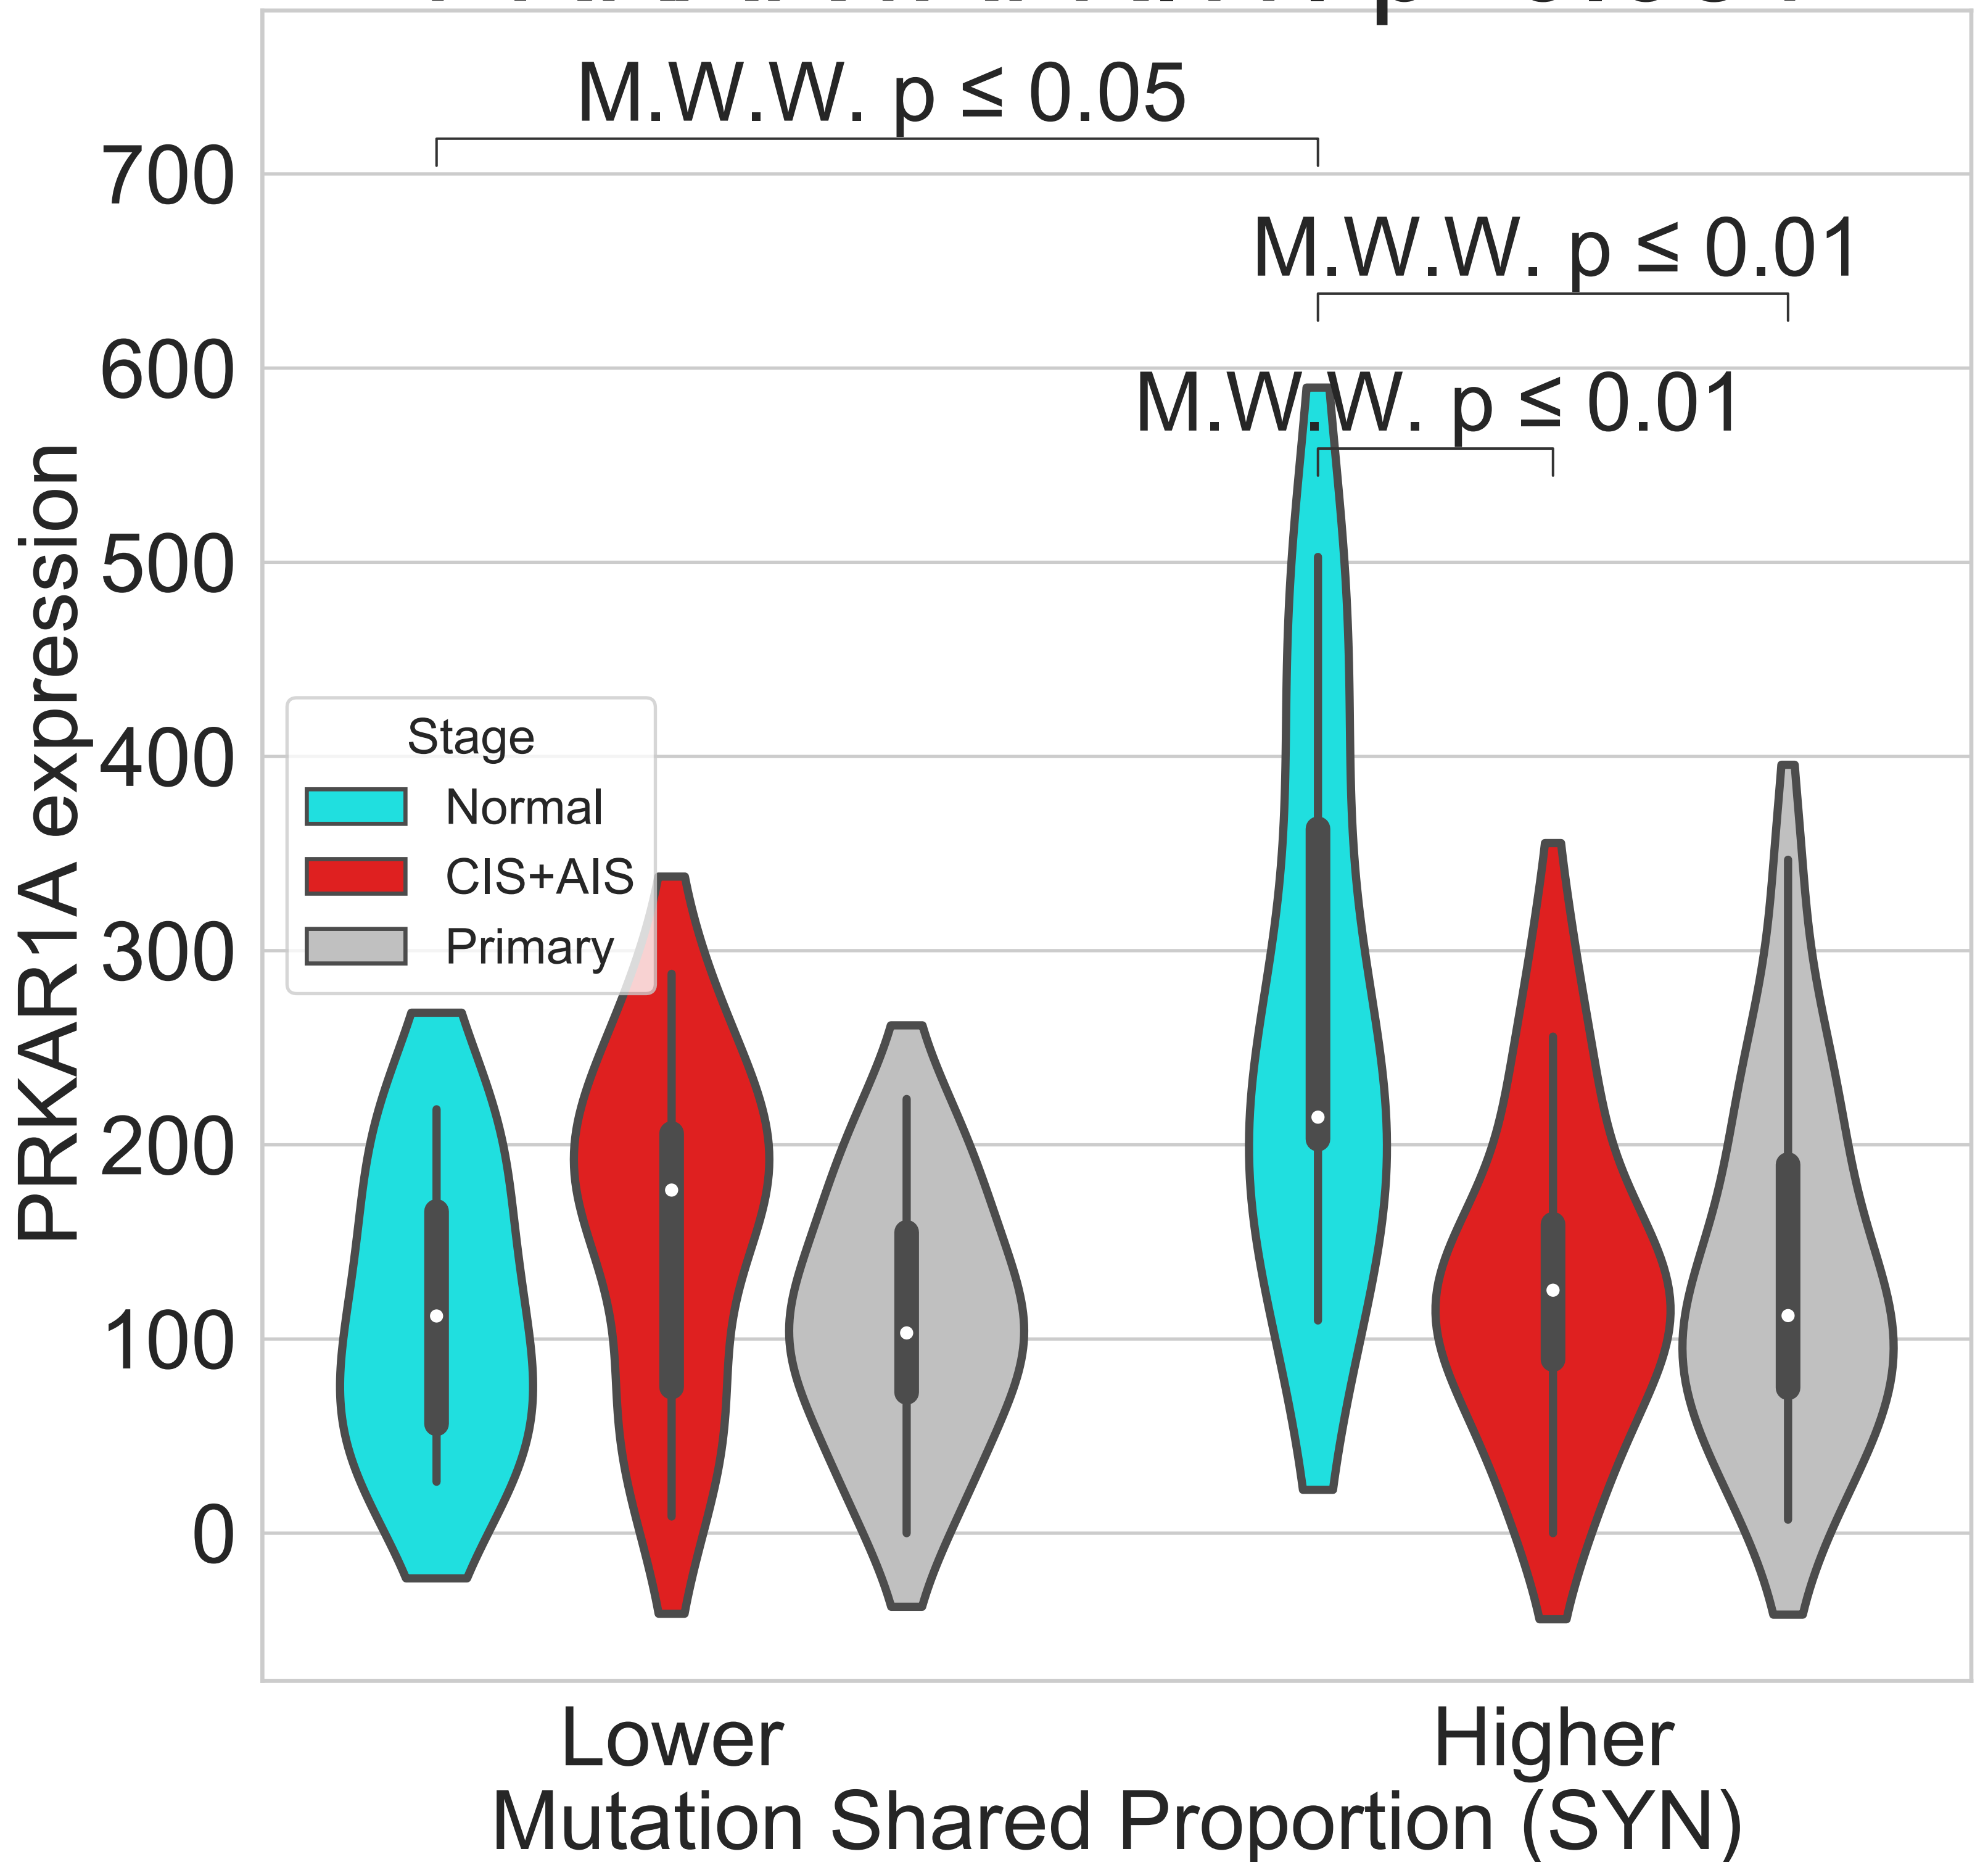 M.W.W. p ≤ 0.05
700
M.W.W. p ≤ 0.01
600
M.W.W. p ≤ 0.01
500
PRKAR1A expression
400
Stage
Normal
CIS+AIS
Primary
300
200
100
0
Lower
Higher
Mutation Shared Proportion (SYN)